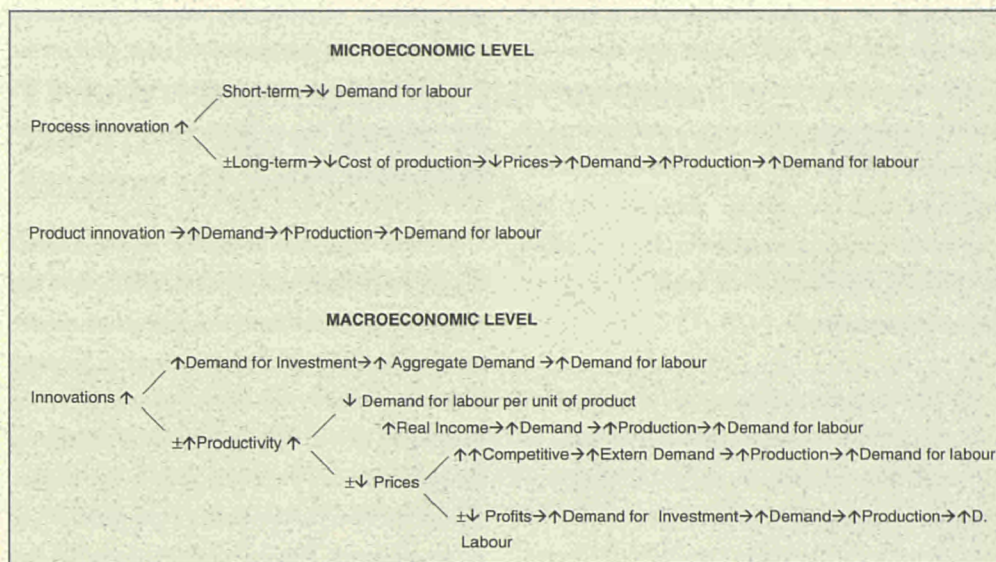 MICROECONOMIC LEVEL
Short-term→↓ Demand for labour
Process innovation ↑
±Long-term→↓Cost of production→↓Prices→↑Demand→↑Production→↑Demand for labour
Product innovation →↑Demand→↑Production→↑Demand for labour
MACROECONOMIC LEVEL
↑Demand for Investment→↑ Aggregate Demand →↑Demand for labour
Innovations ↑
↓ Demand for labour per unit of product
±↑Productivity ↑
↑Real Income→↑Demand →↑Production→↑Demand for labour
↑↑Competitive→↑Extern Demand →↑Production→↑Demand for labour
±↓ Prices
±↓ Profits→↑Demand for Investment→↑Demand→↑Production→↑D.
Labour